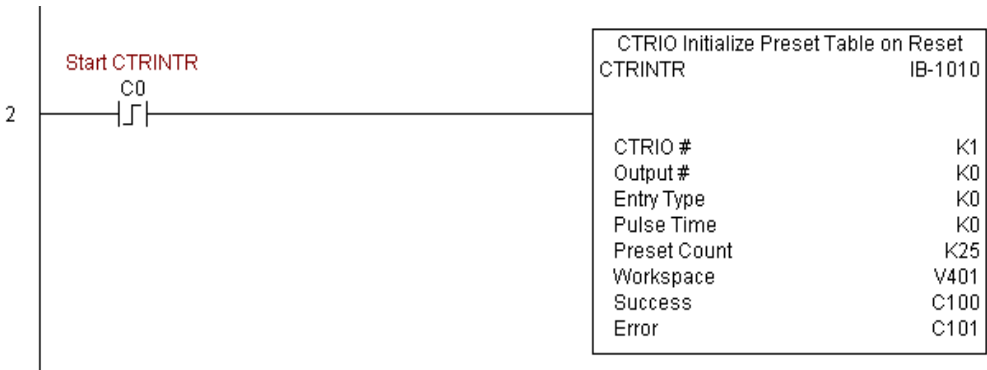 Start CTRINTR
C0
2
CTRIO Initialize Preset Table on Reset
CTRINTR IB-1010
CTRIO # K1
Output # K0
Entry Type K0
Pulse Time K0
Preset Count K25
Workspace V401
Success C100
Error C101